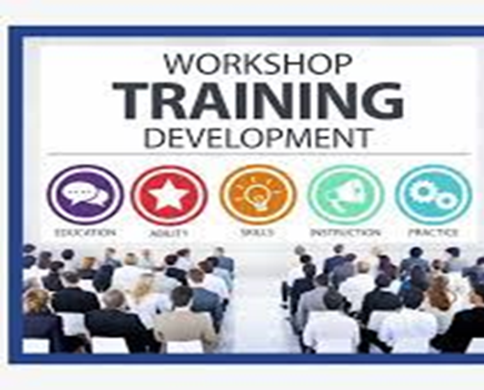 WORKSHOP
TRAINING
DEVELOPMENT
EDUCATION ABILITY SKILLS INSTRUCTION PRACTICE